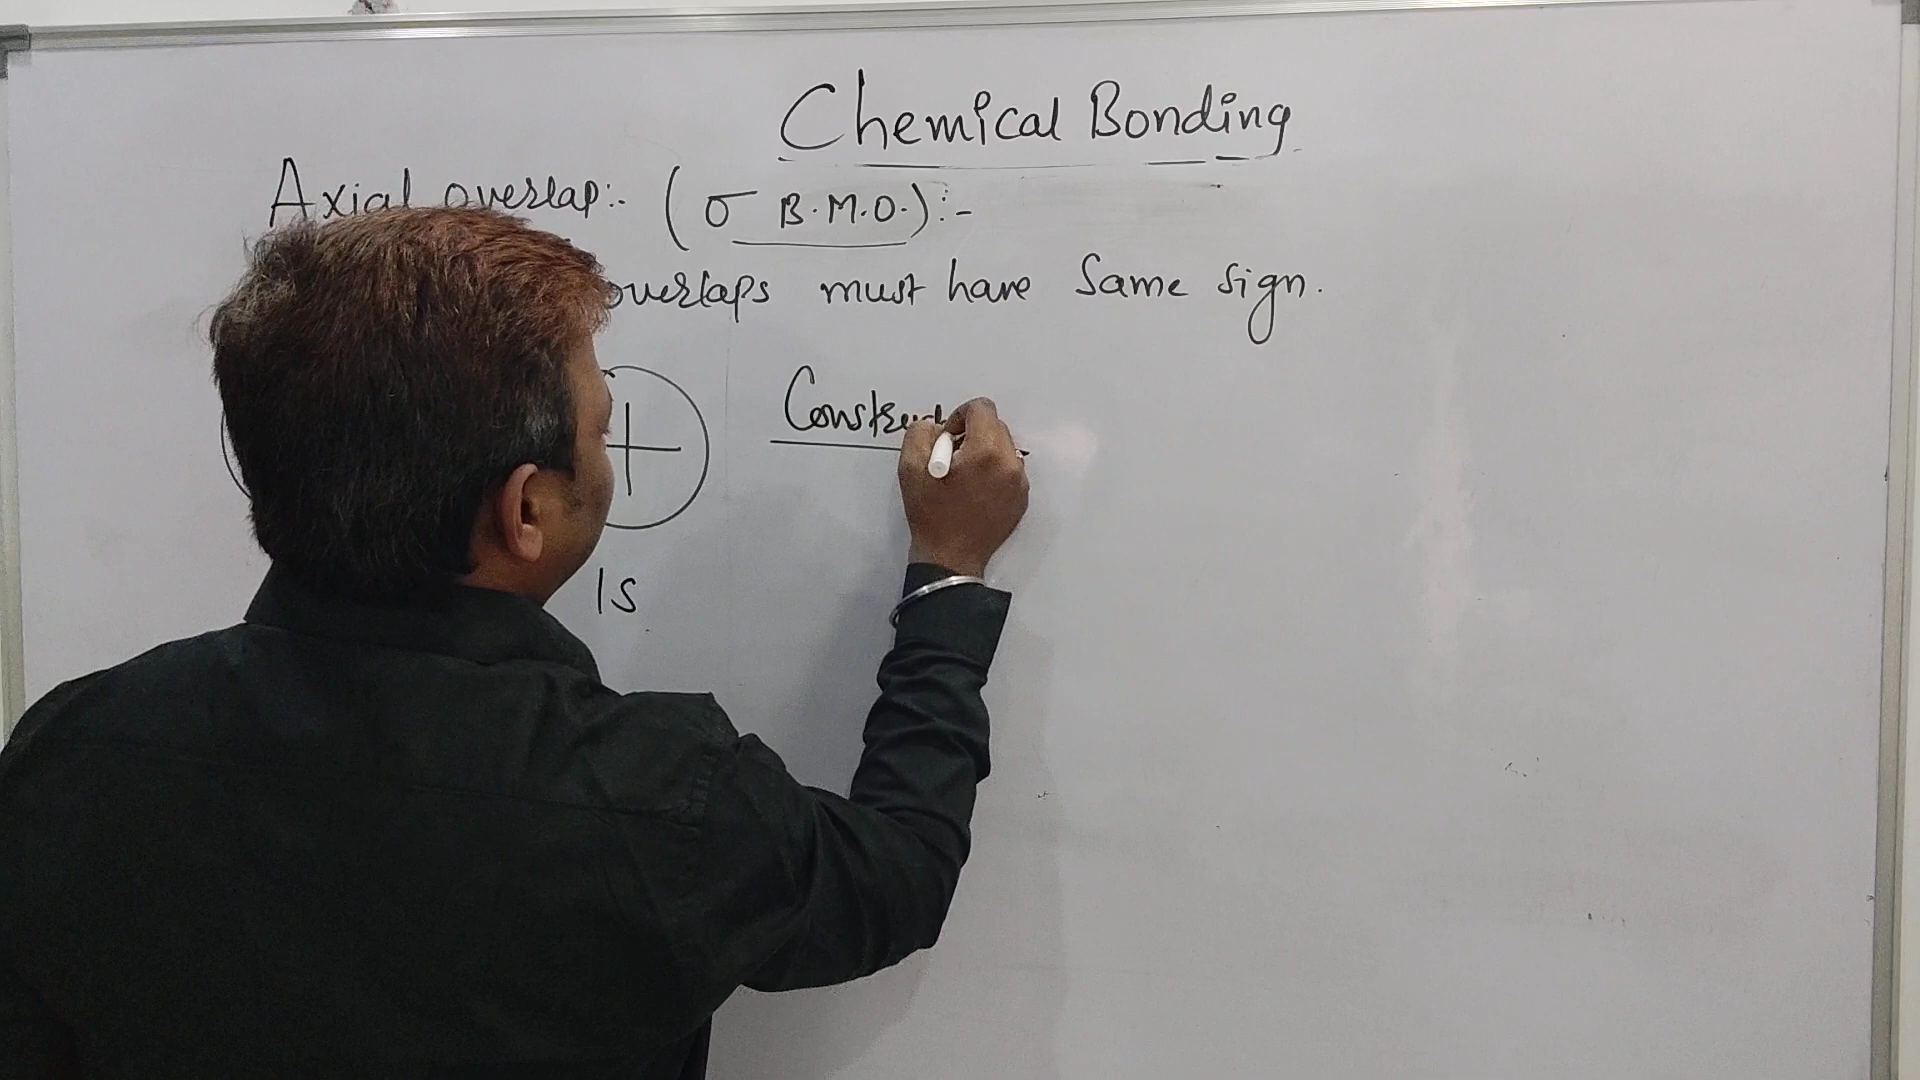 Chemical Bonding
Axial overlap:- (σ B.M.O.):-
overlaps must have Same sign.
+
1s